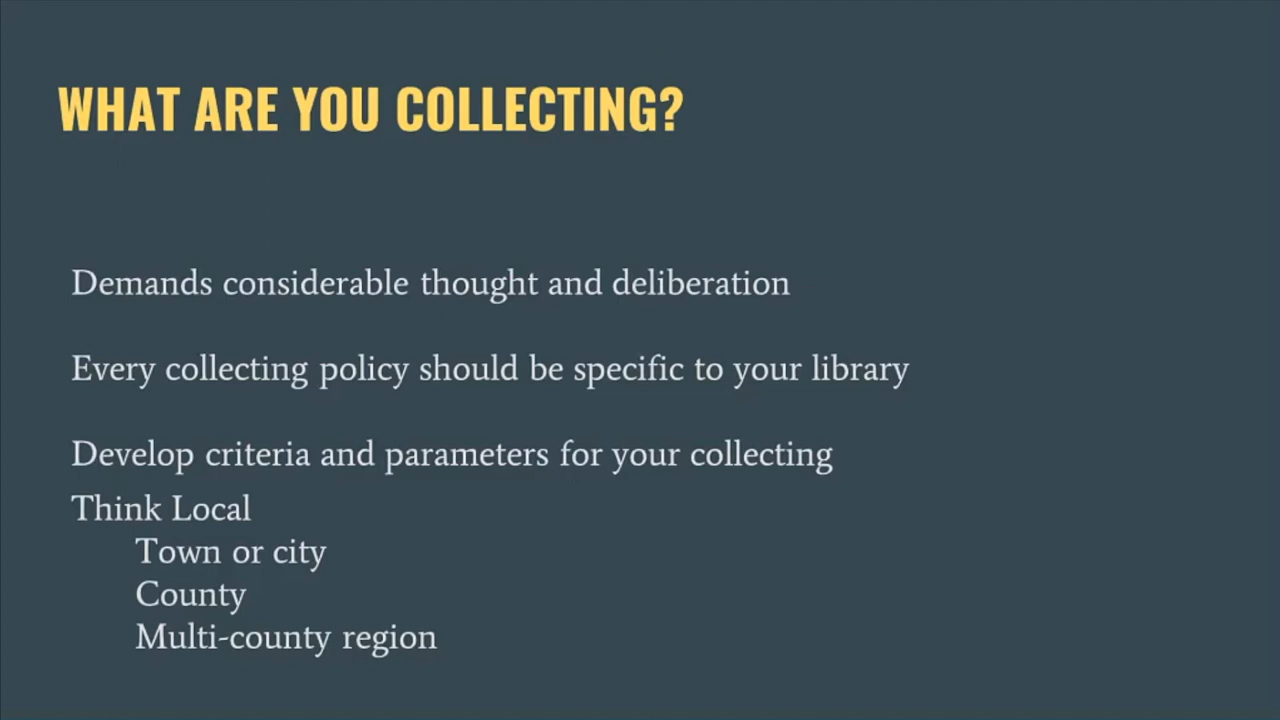 WHAT ARE YOU COLLECTING?
Demands considerable thought and deliberation
Every collecting policy should be specific to your library
Develop criteria and parameters for your collecting
Think Local
Town or city
County
Multi-county region